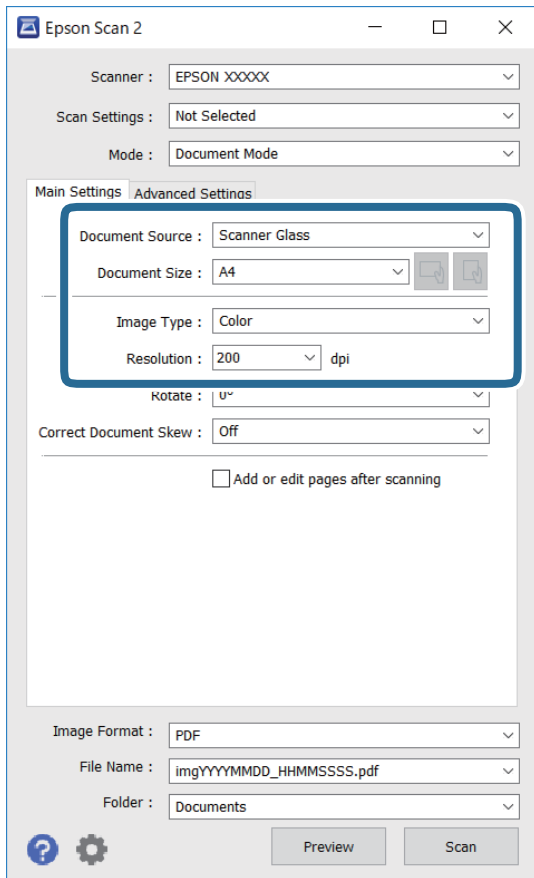 Epson Scan 2
Scanner : EPSON XXXXX
Scan Settings : Not Selected
Mode : Document Mode
Main Settings Advanced Settings
Document Source : Scanner Glass
Document Size : A4
Image Type : Color
Resolution : 200 dpi
Rotate : 0°
Correct Document Skew : Off
Add or edit pages after scanning
Image Format : PDF
File Name : imgYYYYMMDD_HHMMSSSS.pdf
Folder : Documents
? Preview Scan